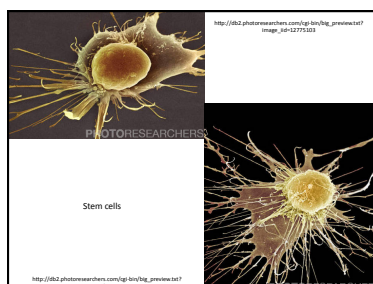 http://db2.photoresearchers.com/cgi-bin/big_preview.txt?
image_iid=12775103
PHOTORESEARCHERS
Stem cells
http://db2.photoresearchers.com/cgi-bin/big_preview.txt?